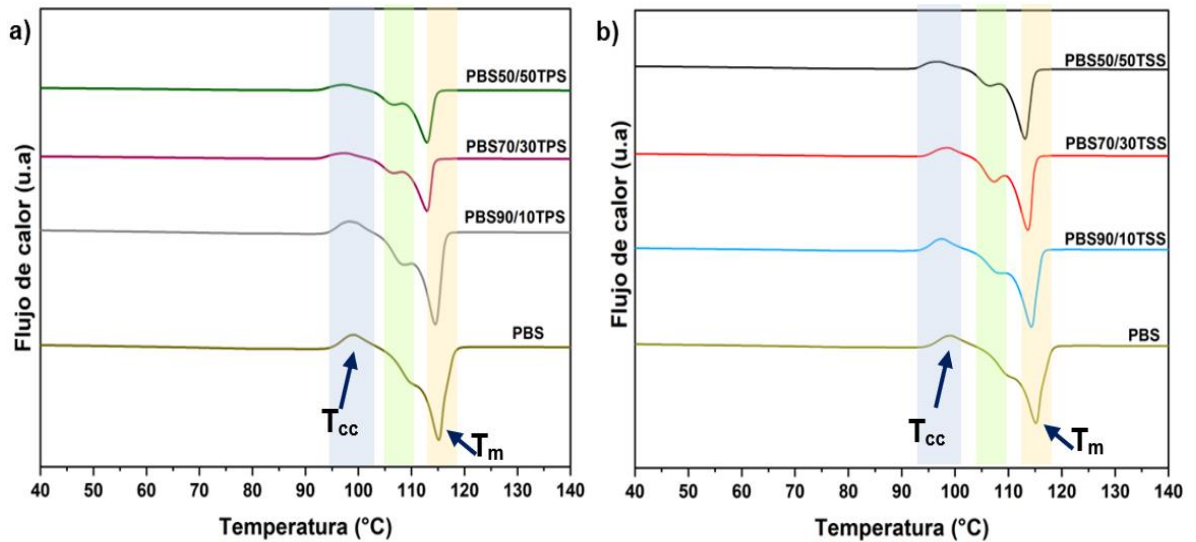 a)
Flujo de calor (u.a)
PBS50/50TPS
PBS70/30TPS
PBS90/10TPS
PBS
Tcc
Tm
40 50 60 70 80 90 100 110 120 130 140
Temperatura (°C)
b)
Flujo de calor (u.a)
PBS50/50TSS
PBS70/30TSS
PBS90/10TSS
PBS
Tcc
Tm
40 50 60 70 80 90 100 110 120 130 140
Temperatura (°C)